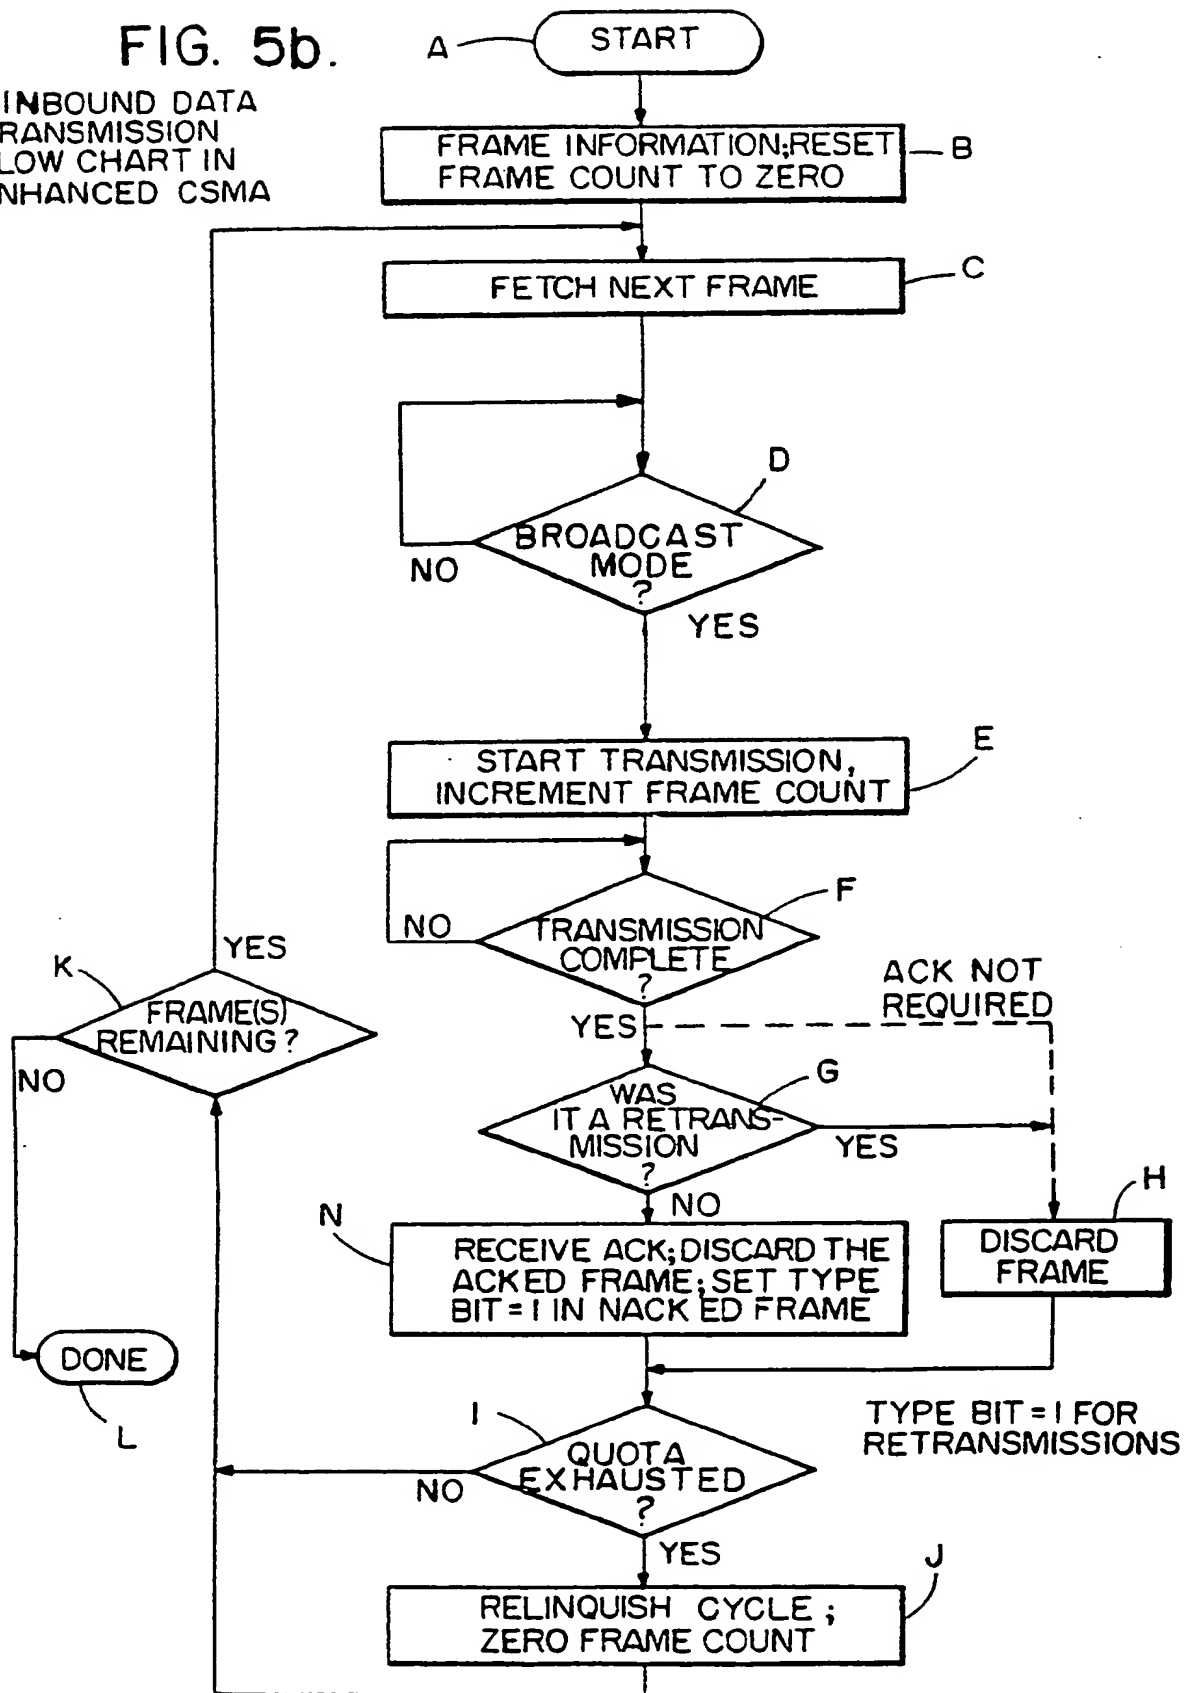 FIG. 5b.
INBOUND DATA
RANSMISSION
LOW CHART IN
NHANCED CSMA
A
START
FRAME INFORMATION;RESET
FRAME COUNT TO ZERO
B
FETCH NEXT FRAME
C
D
BROADCAST
MODE
?
NO
YES
START TRANSMISSION,
INCREMENT FRAME COUNT
E
F
TRANSMISSION
COMPLETE
?
NO
YES
ACK NOT
REQUIRED
K
YES
FRAME(S)
REMAINING?
NO
G
WAS
IT A RETRANS-
MISSION
?
YES
NO
N
RECEIVE ACK;DISCARD THE
ACKED FRAME;SET TYPE
BIT=1 IN NACKED FRAME
H
DISCARD
FRAME
DONE
L
I
QUOTA
EXHAUSTED
?
NO
YES
TYPE BIT=1 FOR
RETRANSMISSIONS
J
RELINQUISH CYCLE;
ZERO FRAME COUNT